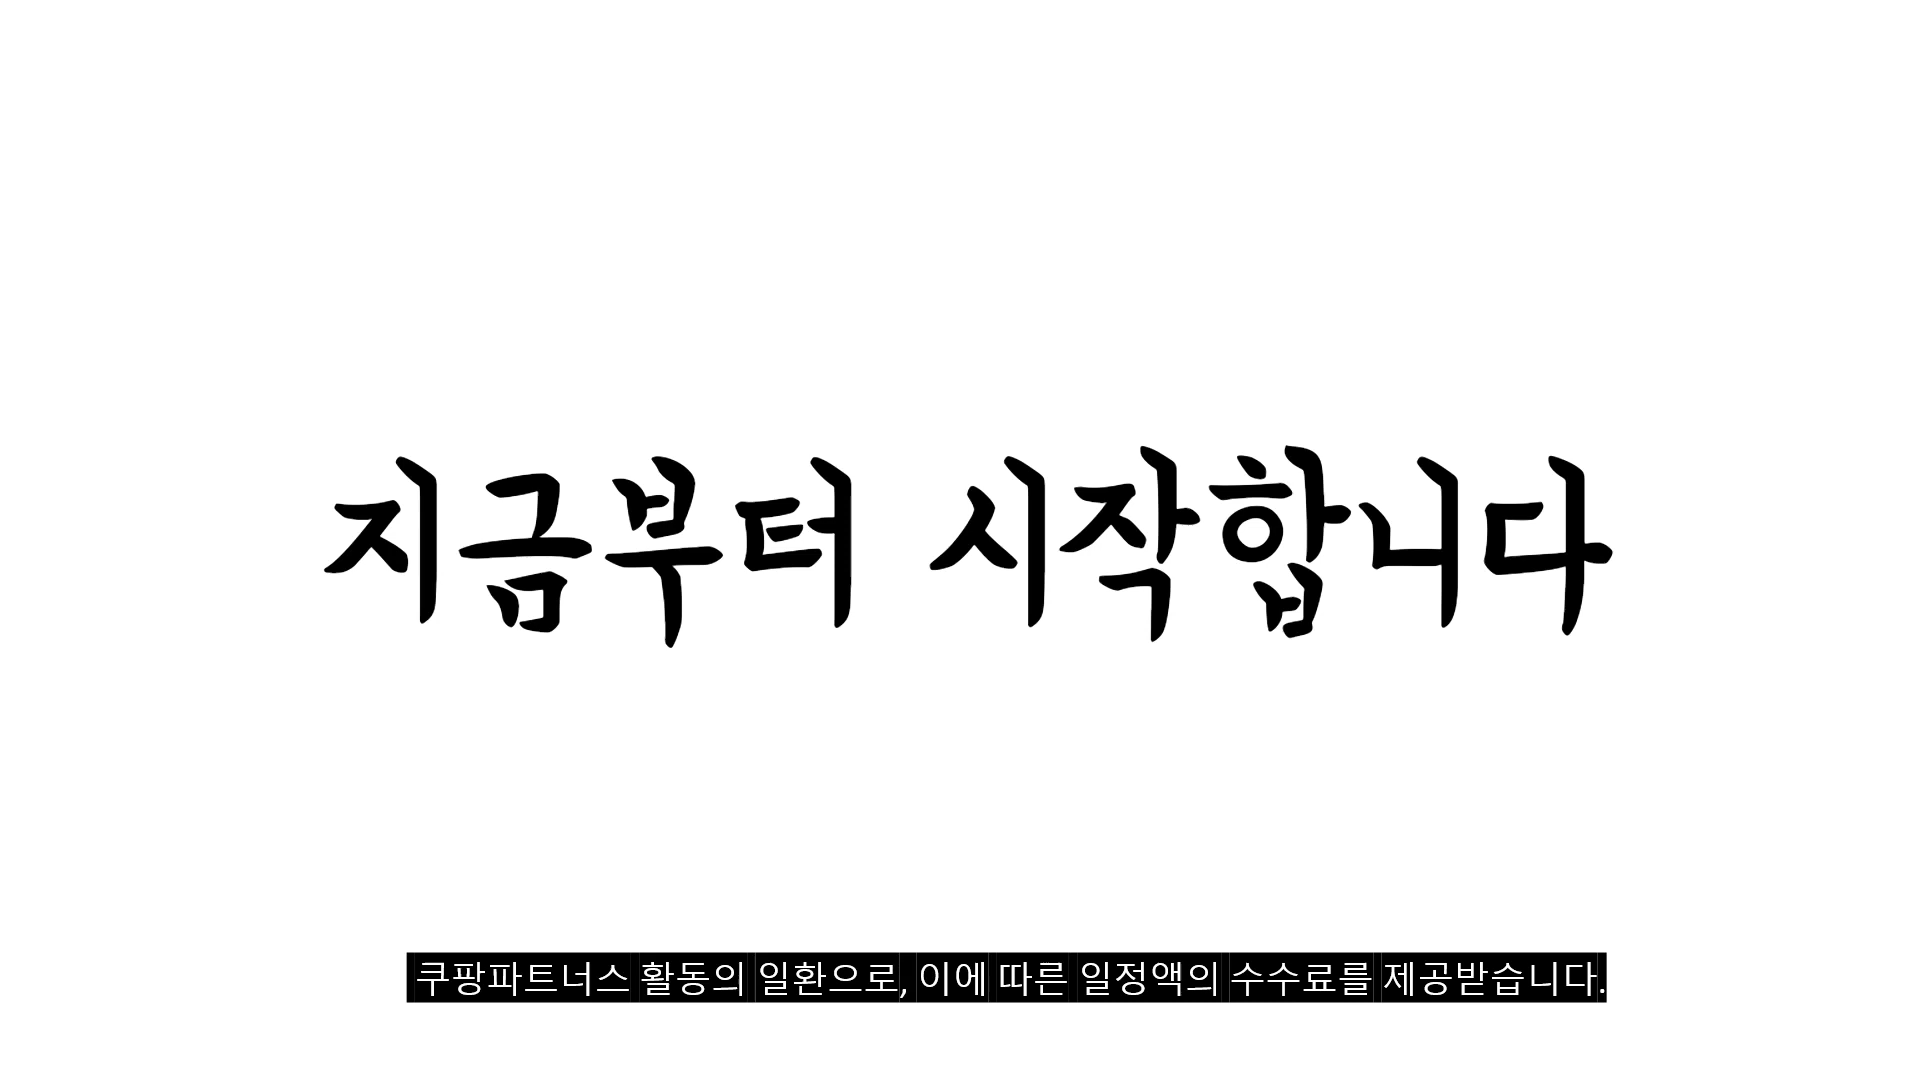 지금부터 시작합니다
쿠팡파트너스 활동의 일환으로, 이에 따른 일정액의 수수료를 제공받습니다.